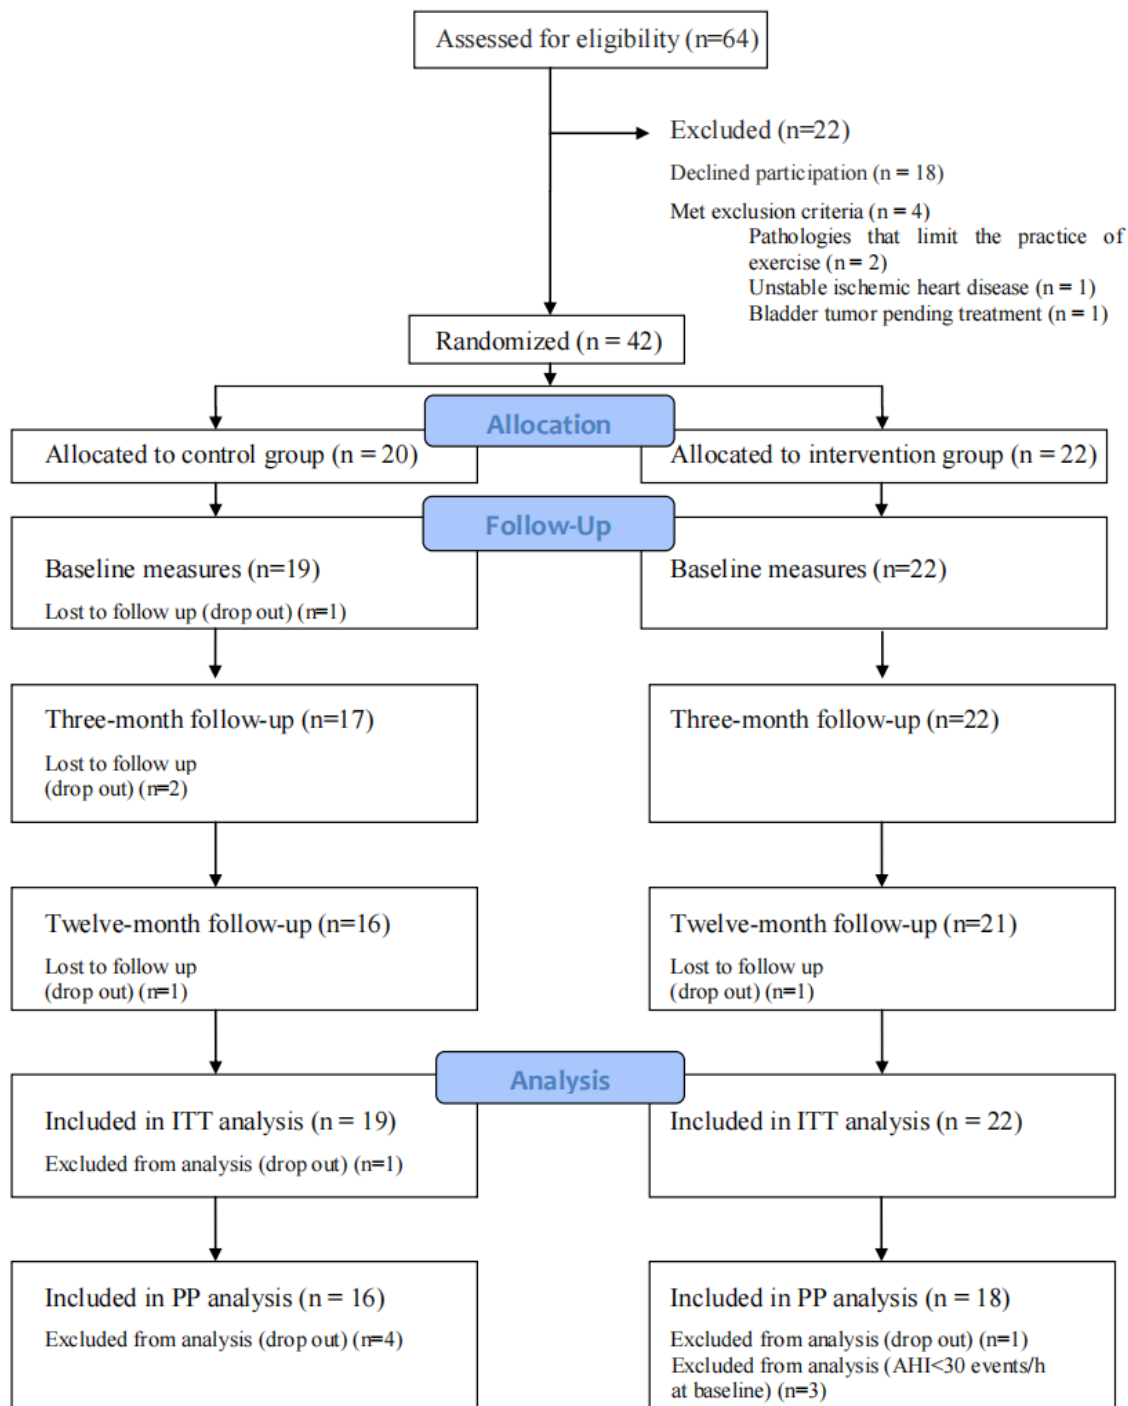 Assessed for eligibility (n=64)
Excluded (n=22)
Declined participation (n = 18)
Met exclusion criteria (n = 4)
Pathologies that limit the practice of
exercise (n = 2)
Unstable ischemic heart disease (n = 1)
Bladder tumor pending treatment (n = 1)
Randomized (n = 42)
Allocation
Allocated to control group (n = 20)
Allocated to intervention group (n = 22)
Follow-Up
Baseline measures (n=19)
Lost to follow up (drop out) (n=1)
Baseline measures (n=22)
Three-month follow-up (n=17)
Lost to follow up
(drop out) (n=2)
Three-month follow-up (n=22)
Twelve-month follow-up (n=16)
Lost to follow up
(drop out) (n=1)
Twelve-month follow-up (n=21)
Lost to follow up
(drop out) (n=1)
Analysis
Included in ITT analysis (n = 19)
Excluded from analysis (drop out) (n=1)
Included in ITT analysis (n = 22)
Included in PP analysis (n = 16)
Excluded from analysis (drop out) (n=4)
Included in PP analysis (n = 18)
Excluded from analysis (drop out) (n=1)
Excluded from analysis (AHI<30 events/h
at baseline) (n=3)